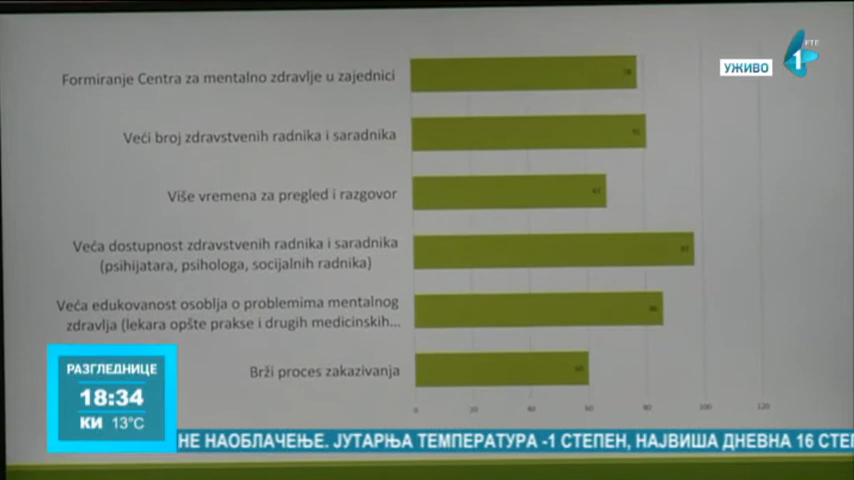 РТС
1
УЖИВО
Formiranje Centra za mentalno zdravlje u zajednici
Veći broj zdravstvenih radnika i saradnika
Više vremena za pregled i razgovor
Veća dostupnost zdravstvenih radnika i saradnika
(psihijatara, psihologa, socijalnih radnika)
Veća edukovanost osoblja o problemima mentalnog
zdravlja (lekara opšte prakse i drugih medicinskih...
Brži proces zakazivanja
0 20 40 60 80 100 120
РАЗГЛЕДНИЦЕ
18:34
КИ 13°C
НЕ НАОБЛАЧЕЊЕ. ЈУТАРЊА ТЕМПЕРАТУРА -1 СТЕПЕН, НАЈВИША ДНЕВНА 16 СТЕП